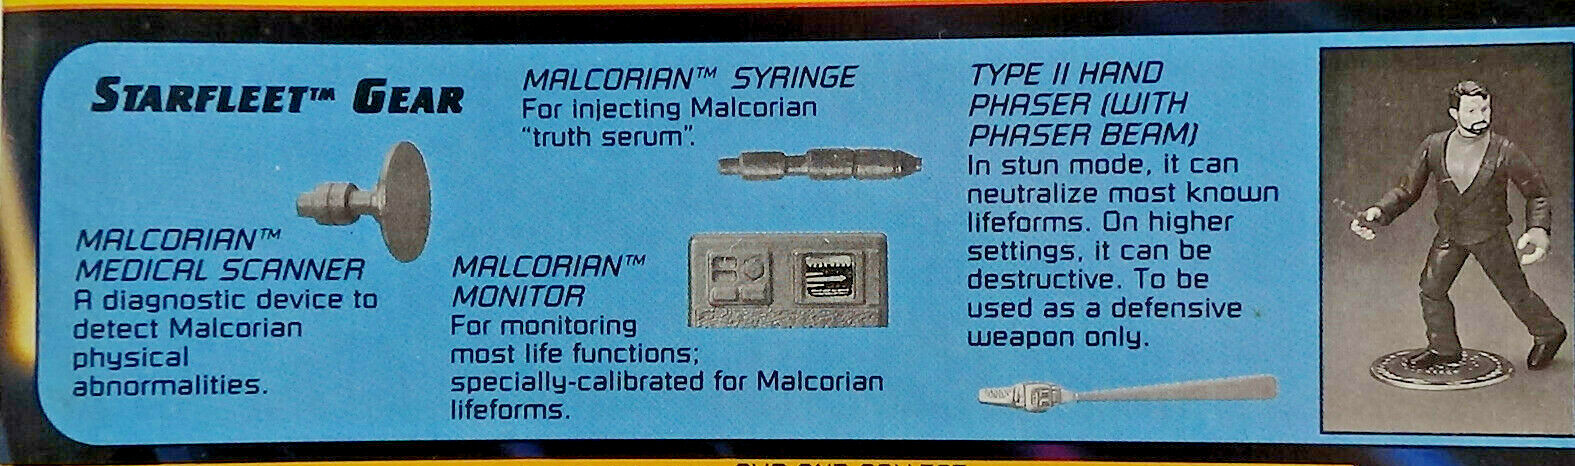 STARFLEET™ GEAR
MALCORIAN™
MEDICAL SCANNER
A diagnostic device to
detect Malcorian
physical
abnormalities.
MALCORIAN™ SYRINGE
For injecting Malcorian
"truth serum".
MALCORIAN™
MONITOR
For monitoring
most life functions;
specially-calibrated for Malcorian
lifeforms.
TYPE II HAND
PHASER (WITH
PHASER BEAM)
In stun mode, it can
neutralize most known
lifeforms. On higher
settings, it can be
destructive. To be
used as a defensive
weapon only.